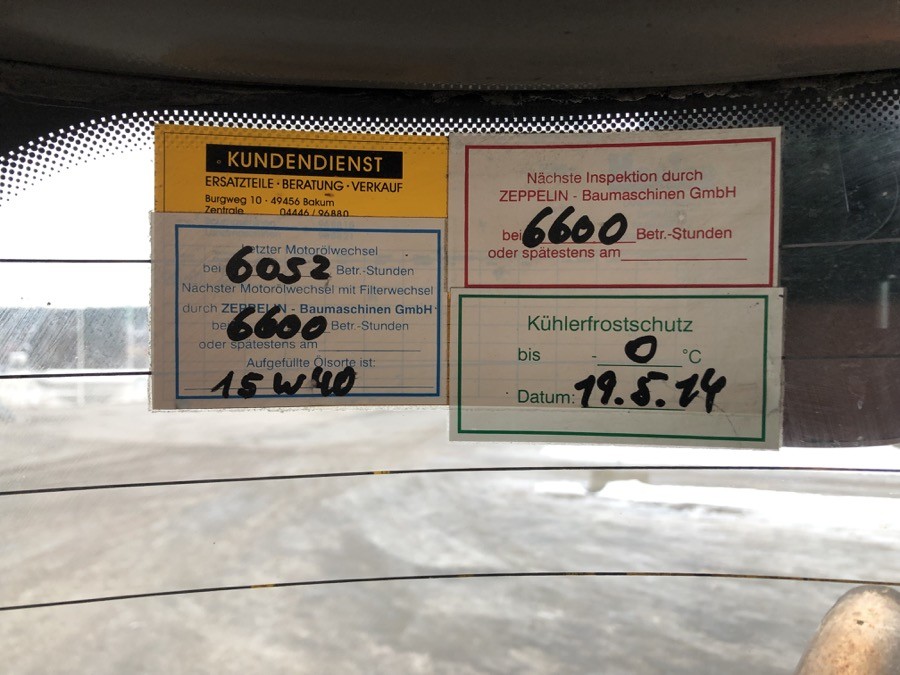 KUNDENDIENST
ERSATZTEILE · BERATUNG · VERKAUF
Burgweg 10 · 49456 Bakum
Zentrale 04446 / 96880
Letzter Motorölwechsel
bei 6052 Betr.-Stunden
Nächster Motorölwechsel mit Filterwechsel
durch ZEPPELIN - Baumaschinen GmbH
bei 6600 Betr.-Stunden
oder spätestens am
Aufgefüllte Ölsorte ist:
15W40
Nächste Inspektion durch
ZEPPELIN - Baumaschinen GmbH
bei 6600 Betr.-Stunden
oder spätestens am
Kühlerfrostschutz
bis - 0 °C
Datum: 19.5.14